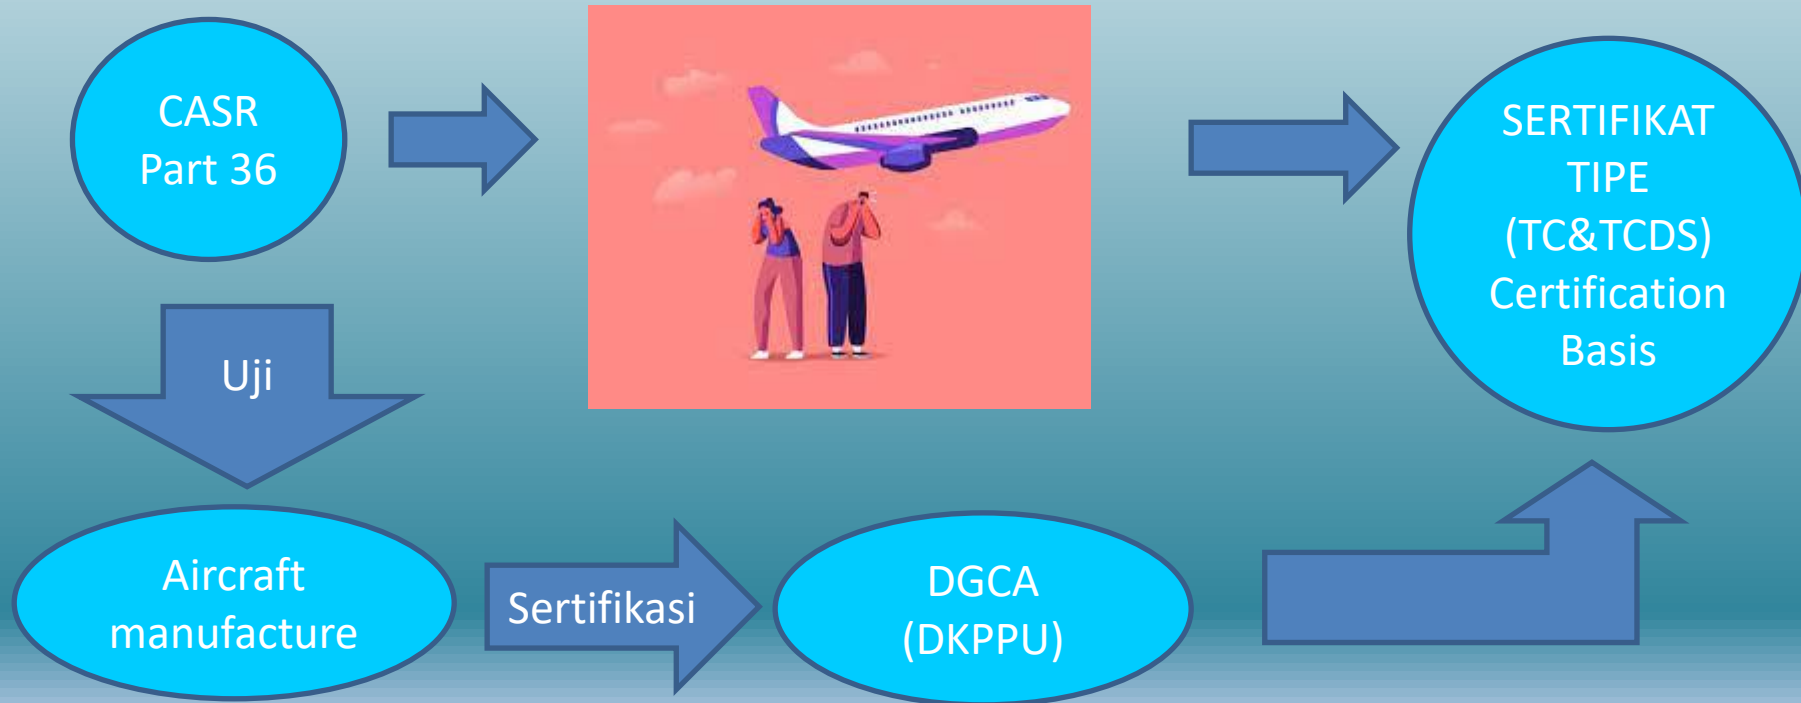 CASR
Part 36
SERTIFIKAT
TIPE
(TC&TCDS)
Certification
Basis
Uji
Aircraft
manufacture
Sertifikasi
DGCA
(DKPPU)